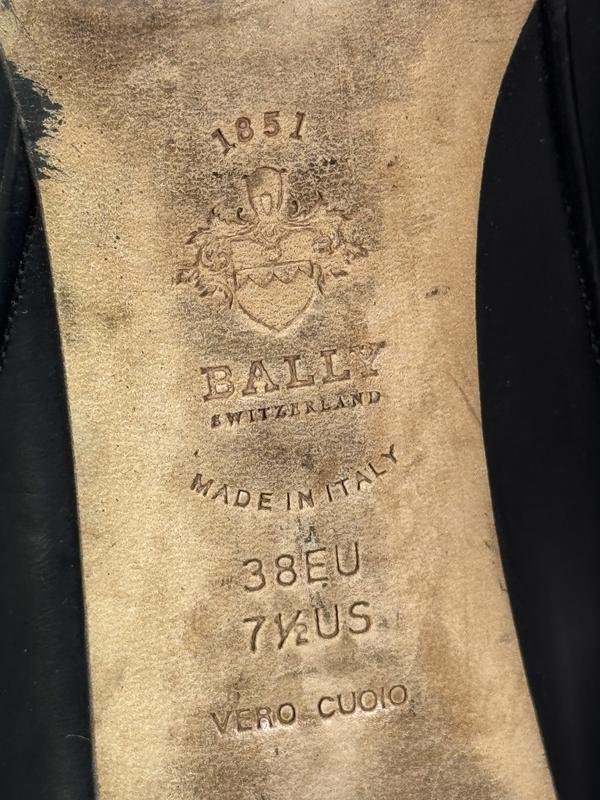 1851
BALLY
SWITZERLAND
MADE IN ITALY
38EU
7½US
VERO CUOIO